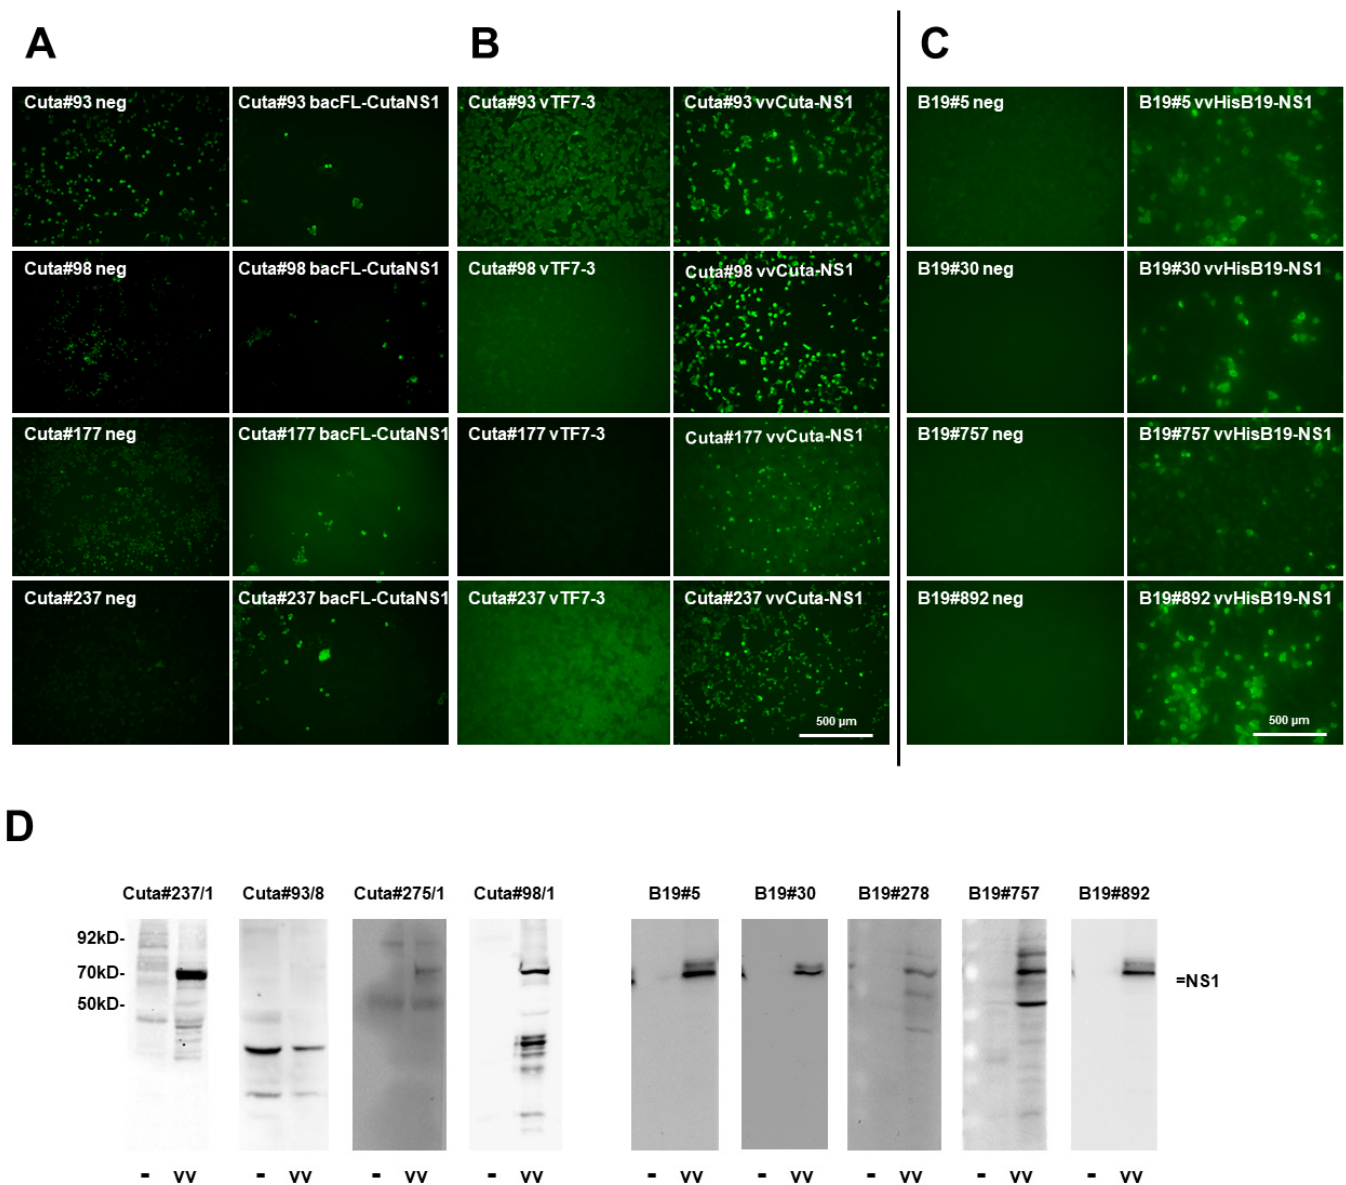 A
B
C
Cuta#93 neg
Cuta#93 bacFL-CutaNS1
Cuta#93 vTF7-3
Cuta#93 vvCuta-NS1
B19#5 neg
B19#5 vvHisB19-NS1
Cuta#98 neg
Cuta#98 bacFL-CutaNS1
Cuta#98 vTF7-3
Cuta#98 vvCuta-NS1
B19#30 neg
B19#30 vvHisB19-NS1
Cuta#177 neg
Cuta#177 bacFL-CutaNS1
Cuta#177 vTF7-3
Cuta#177 vvCuta-NS1
B19#757 neg
B19#757 vvHisB19-NS1
Cuta#237 neg
Cuta#237 bacFL-CutaNS1
Cuta#237 vTF7-3
Cuta#237 vvCuta-NS1
B19#892 neg
B19#892 vvHisB19-NS1
500 µm
500 µm
D
Cuta#237/1
Cuta#93/8
Cuta#275/1
Cuta#98/1
B19#5
B19#30
B19#278
B19#757
B19#892
92kD-
70kD-
50kD-
=NS1
- vv
- vv
- vv
- vv
- vv
- vv
- vv
- vv
- vv